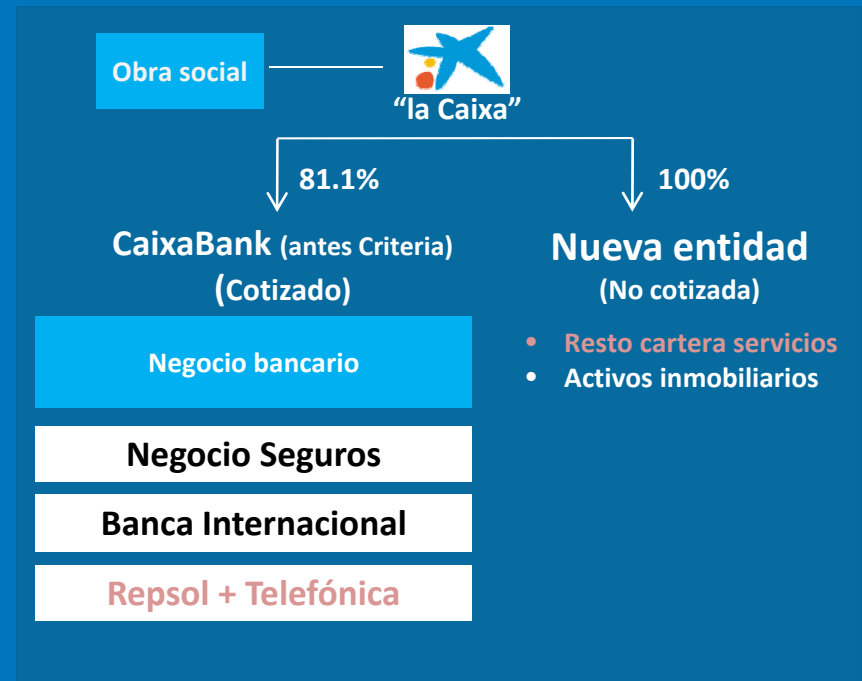 Obra social
“la Caixa”
81.1%
100%
CaixaBank (antes Criteria)
(Cotizado)
Nueva entidad
(No cotizada)
Negocio bancario
• Resto cartera servicios
• Activos inmobiliarios
Negocio Seguros
Banca Internacional
Repsol + Telefónica